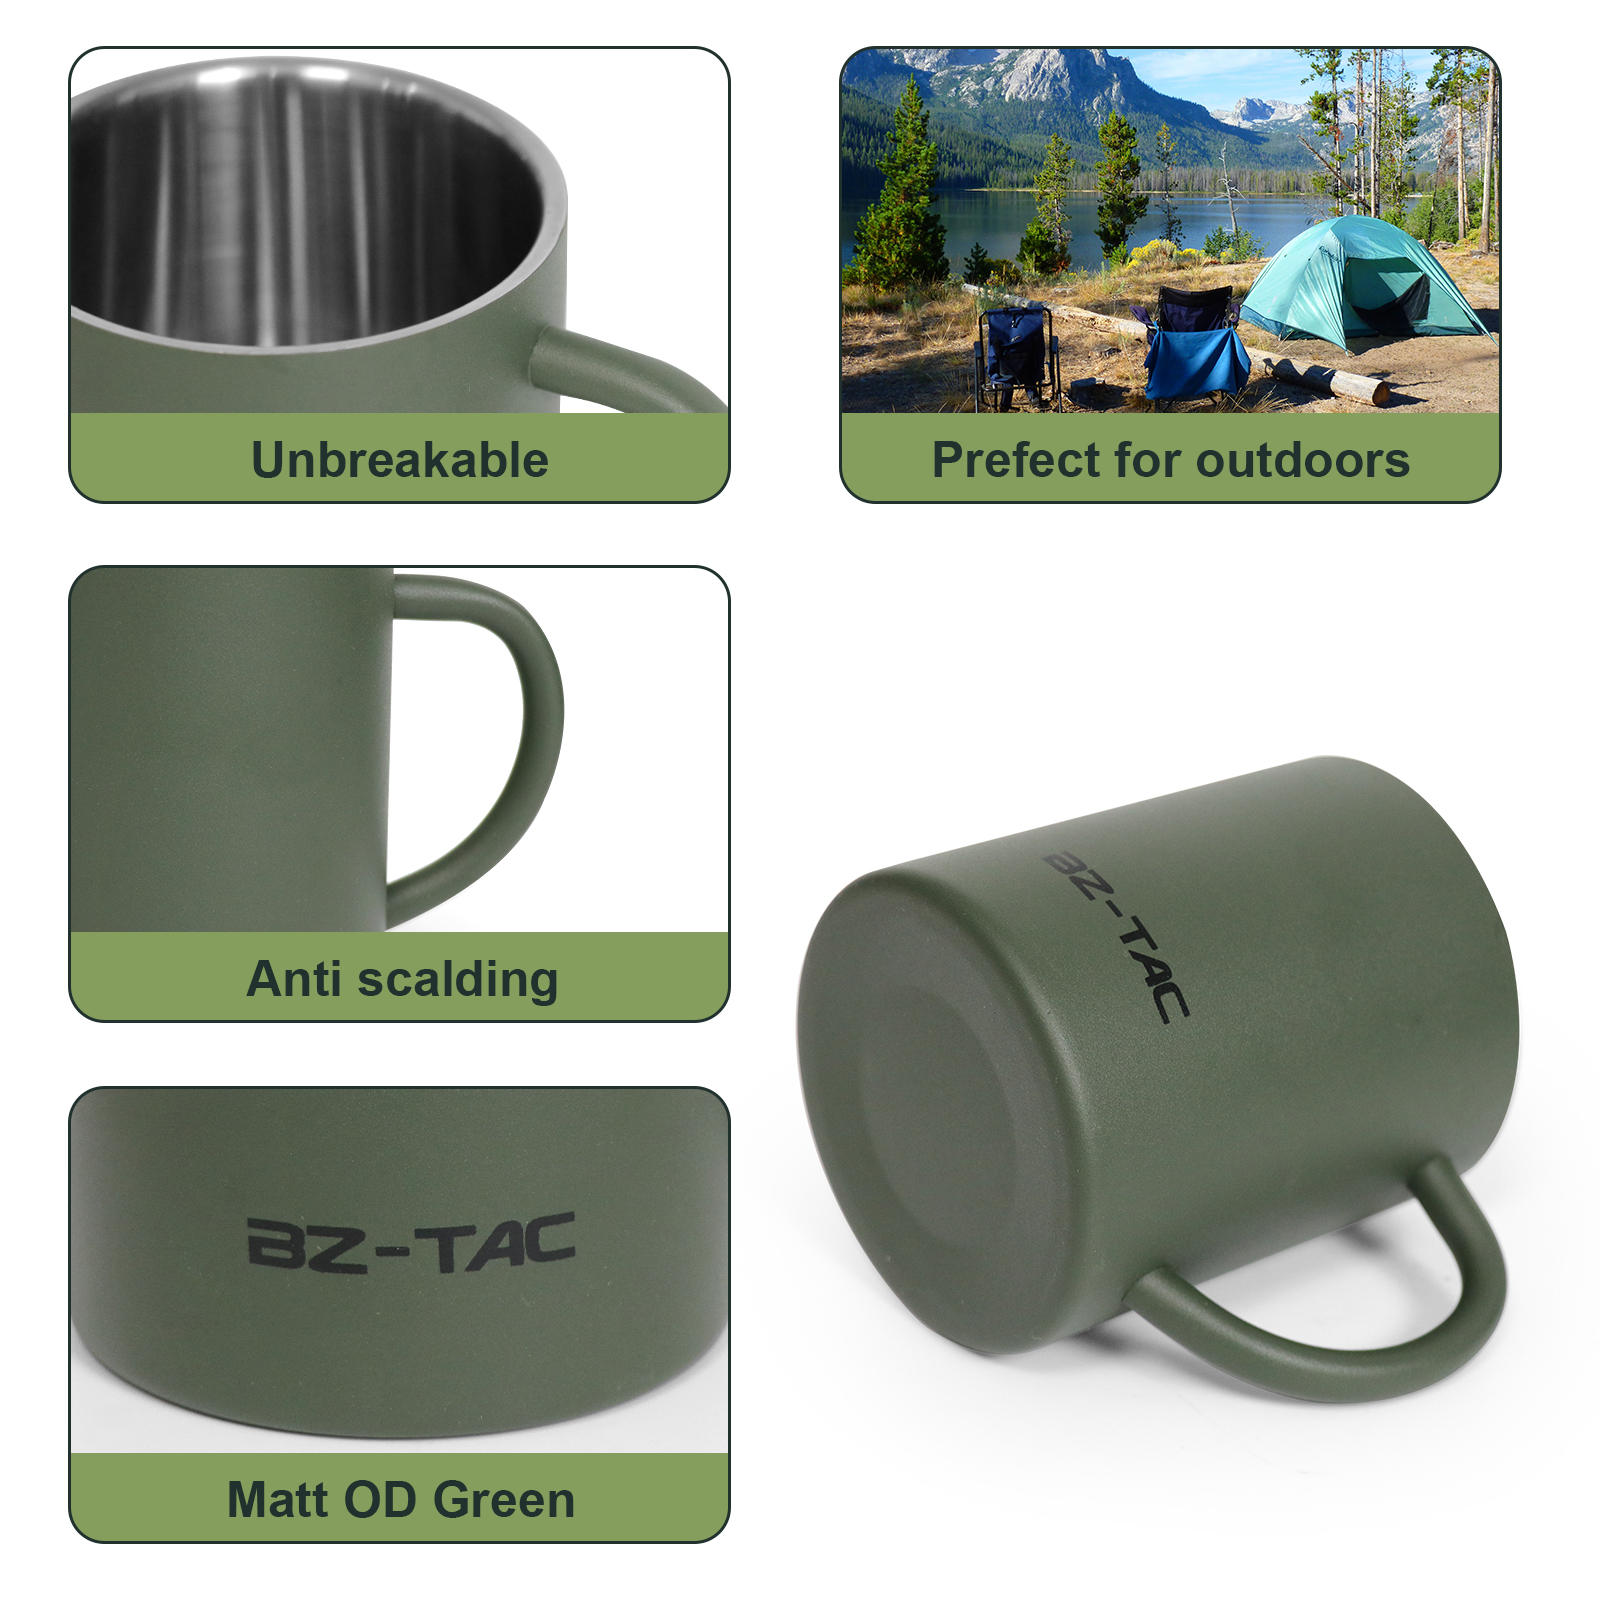 Unbreakable
Prefect for outdoors
Anti scalding
BZ-TAC
BZ-TAC
Matt OD Green